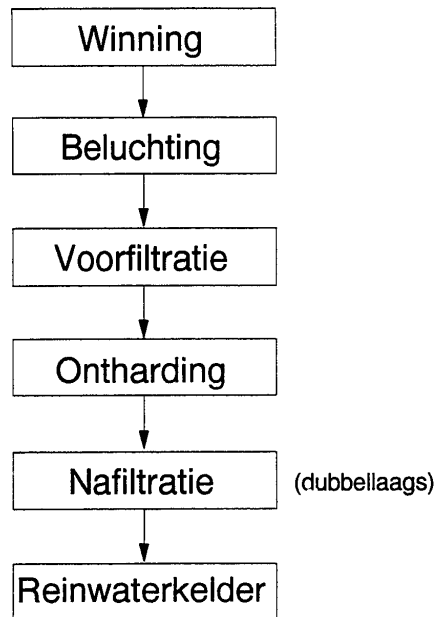 Winning
Beluchting
Voorfiltratie
Ontharding
Nafiltratie (dubbellaags)
Reinwaterkelder